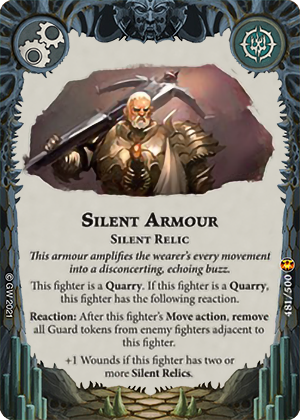 SILENT ARMOUR
SILENT RELIC
This armour amplifies the wearer's every movement
into a disconcerting, echoing buzz.
This fighter is a Quarry. If this fighter is a Quarry,
this fighter has the following reaction.
Reaction: After this fighter's Move action, remove
all Guard tokens from enemy fighters adjacent to
this fighter.
+1 Wounds if this fighter has two or
more Silent Relics.
© GW 2021
481/500